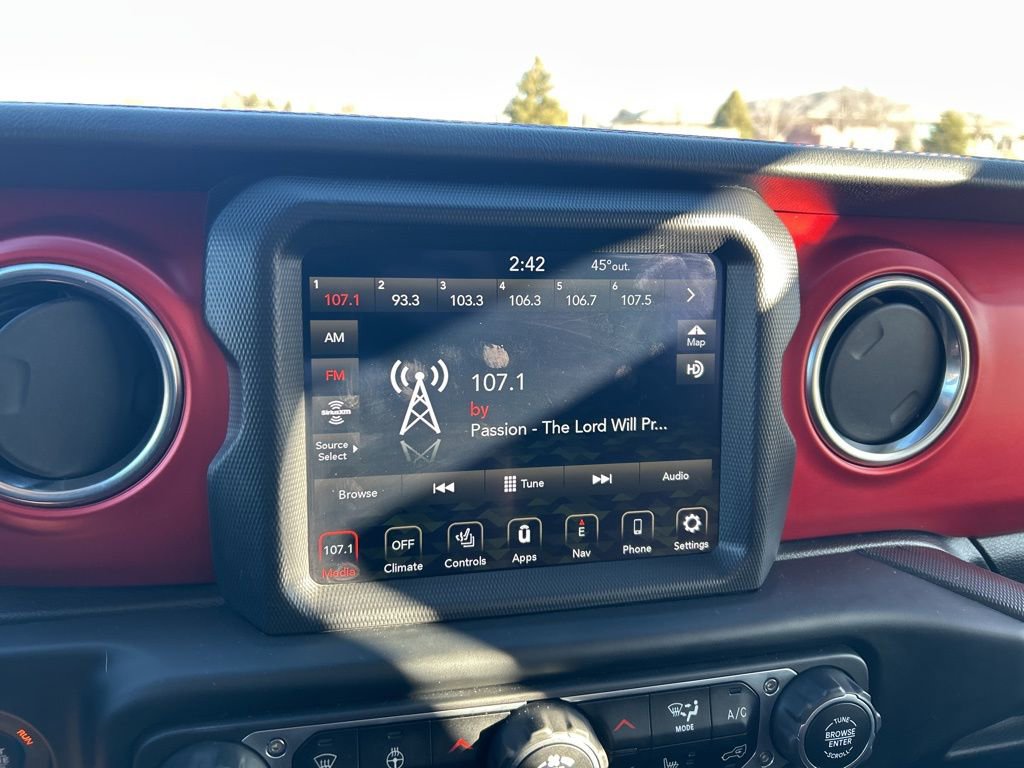 2:42 45°out.
1 107.1 2 93.3 3 103.3 4 106.3 5 106.7 6 107.5
AM
Map
FM
HD
107.1
by
SiriusXM
Passion - The Lord Will Pr...
Source
Select
Browse Tune Audio
107.1 OFF E
Media Climate Controls Apps Nav Phone Settings
RUN
MODE
A/C
TUNE
BROWSE
ENTER
SCROLL